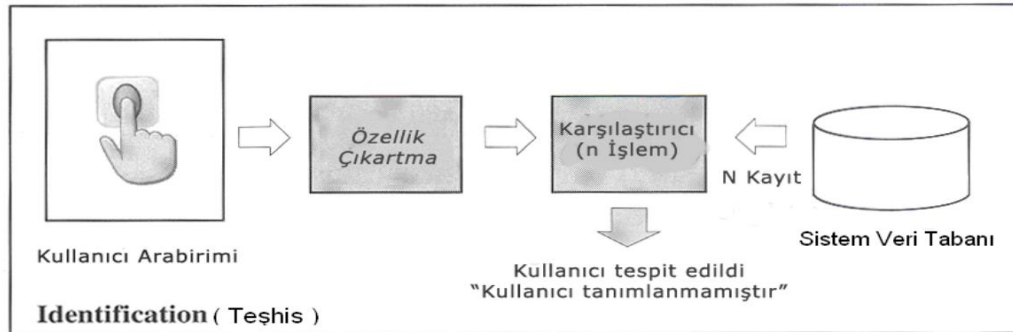 Özellik
Çıkartma
Karşılaştırıcı
(n İşlem)
N Kayıt
Sistem Veri Tabanı
Kullanıcı Arabirimi
Kullanıcı tespit edildi
“Kullanıcı tanımlanmamıştır”
Identification ( Teşhis )